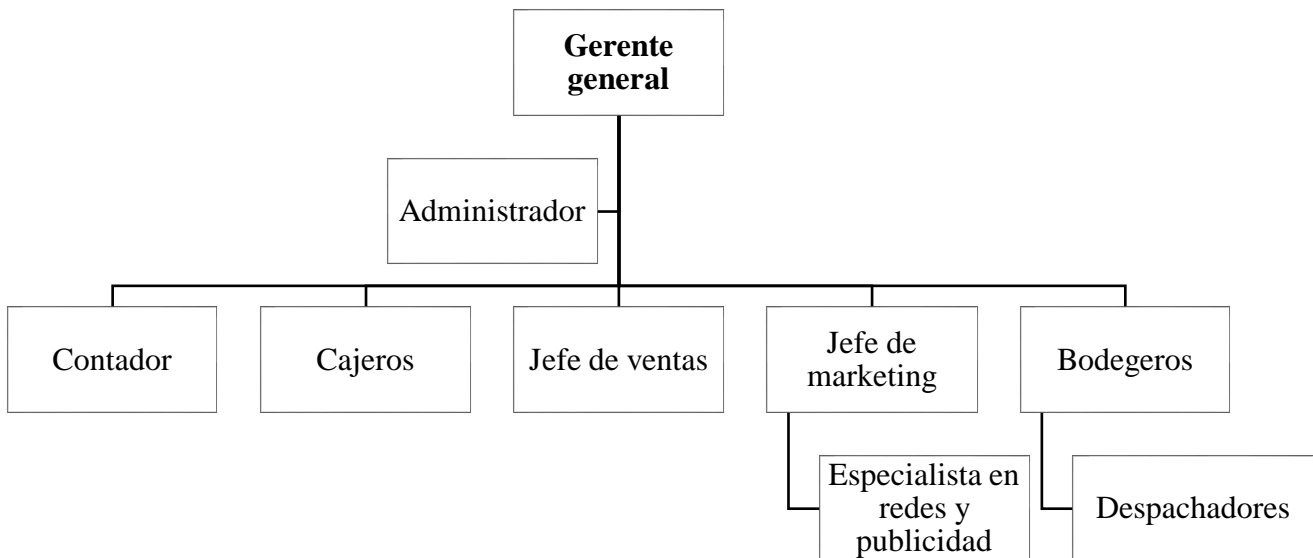 Gerente
general
Administrador
Contador
Cajeros
Jefe de ventas
Jefe de
marketing
Bodegeros
Especialista en
redes y
publicidad
Despachadores